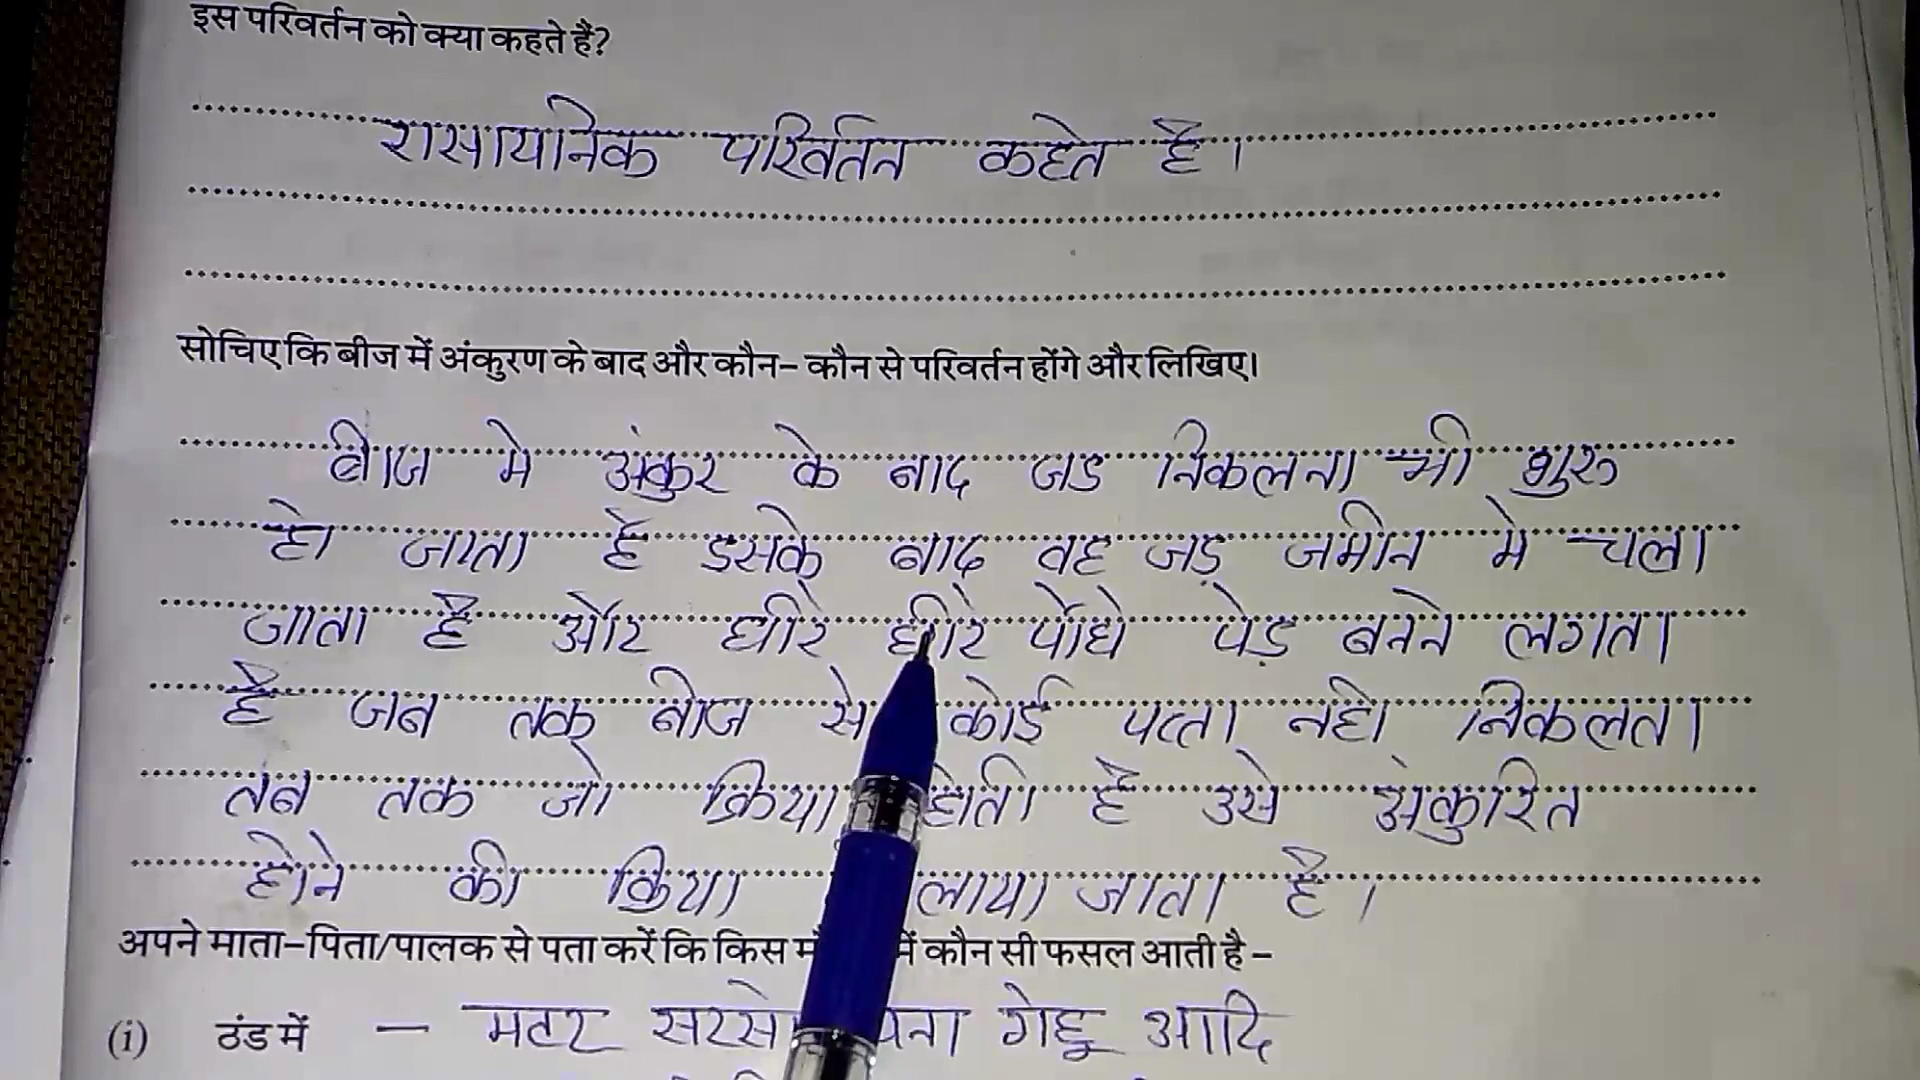 इस परिवर्तन को क्या कहते हैं?
रासायनिक परिवर्तन कहेत है।
सोचिए कि बीज में अंकुरण के बाद और कौन- कौन से परिवर्तन होंगे और लिखिए।
बीज मे अंकुर के बाद जड निकलना भी शुरु
हो जाता है इसके बाद वह जड़ जमीन मे चला
जाता है और धीरे धीरे पौधे पेड़ बनने लगता
है जब तक बीज से कोई पत्ता नही निकलता
तब तक जो क्रिया होती है उसे अंकुरित
होने की क्रिया लाया जाता है।
अपने माता-पिता/पालक से पता करें कि किस में कौन सी फसल आती है -
(i) ठंड में - मटर सरसो गेहू आदि